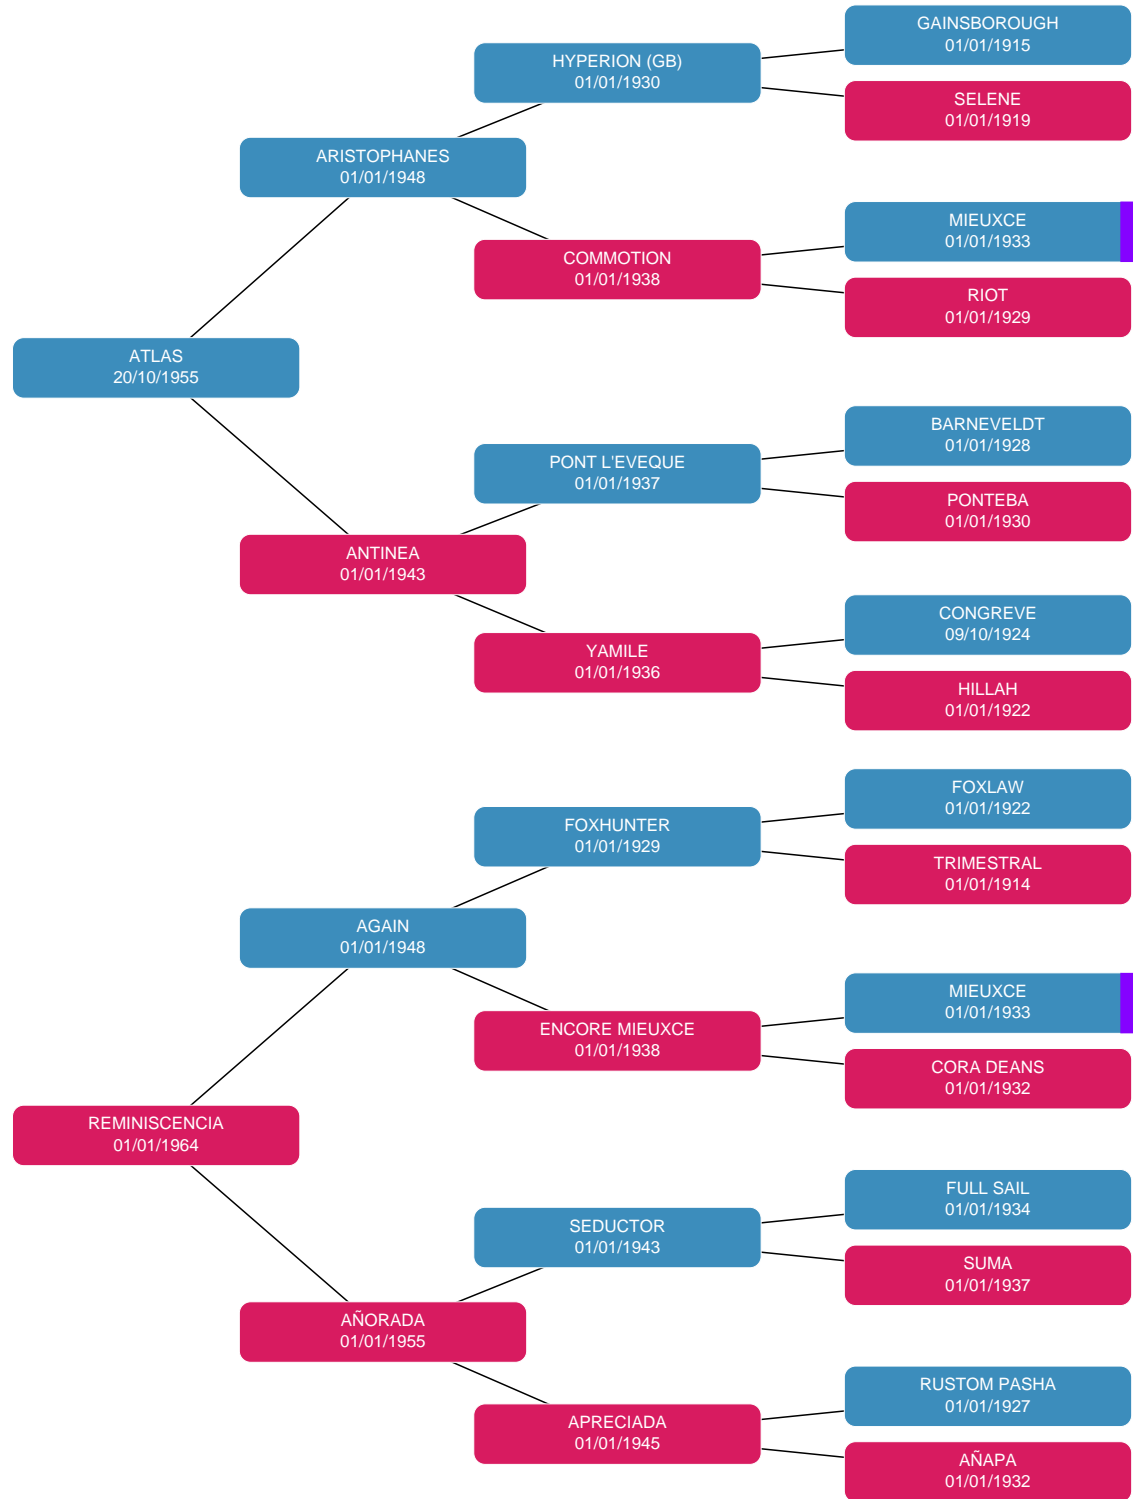 GAINSBOROUGH
01/01/1915
HYPERION (GB)
01/01/1930
SELENE
01/01/1919
ARISTOPHANES
01/01/1948
MIEUXCE
01/01/1933
COMMOTION
01/01/1938
RIOT
01/01/1929
ATLAS
20/10/1955
BARNEVELDT
01/01/1928
PONT L'EVEQUE
01/01/1937
PONTEBA
01/01/1930
ANTINEA
01/01/1943
CONGREVE
09/10/1924
YAMILE
01/01/1936
HILLAH
01/01/1922
FOXLAW
01/01/1922
FOXHUNTER
01/01/1929
TRIMESTRAL
01/01/1914
AGAIN
01/01/1948
MIEUXCE
01/01/1933
ENCORE MIEUXCE
01/01/1938
CORA DEANS
01/01/1932
REMINISCENCIA
01/01/1964
FULL SAIL
01/01/1934
SEDUCTOR
01/01/1943
SUMA
01/01/1937
AÑORADA
01/01/1955
RUSTOM PASHA
01/01/1927
APRECIADA
01/01/1945
AÑAPA
01/01/1932